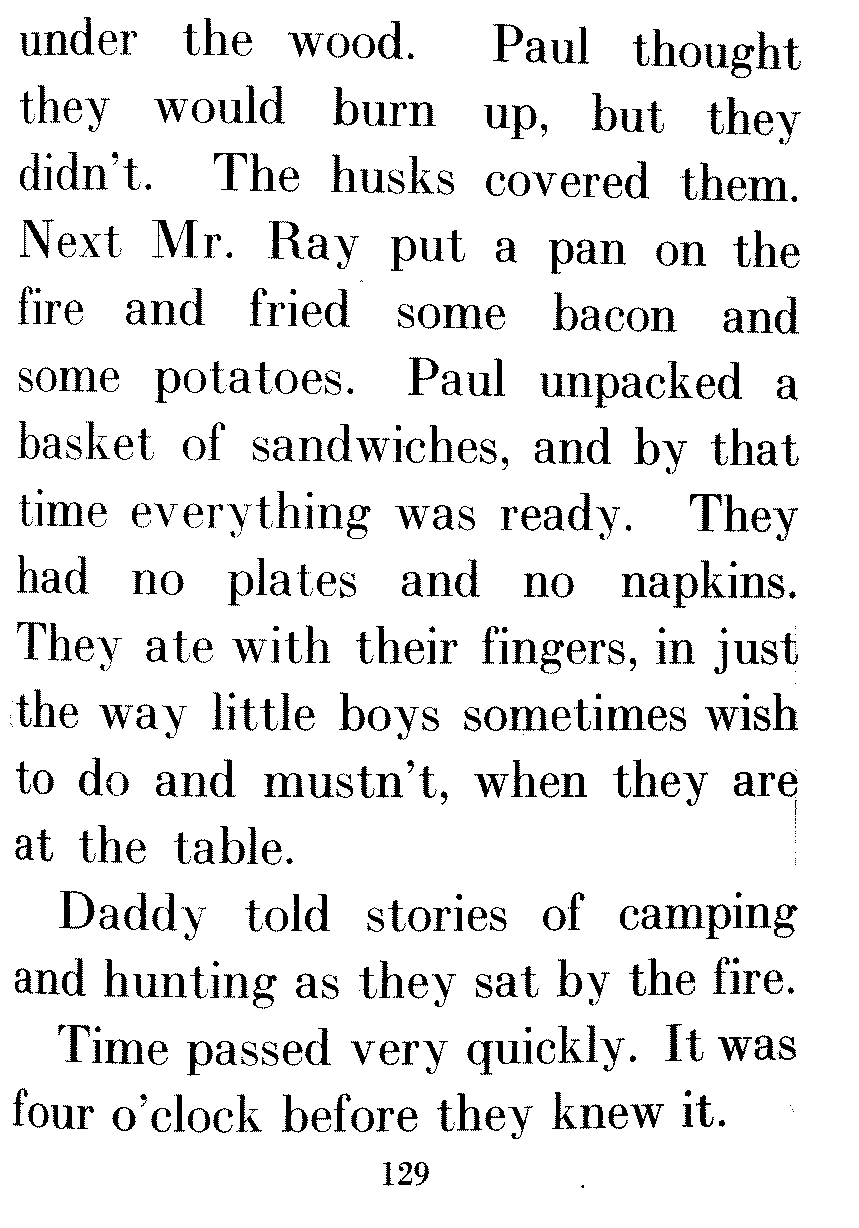 under the wood. Paul thought
they would burn up, but they
didn't. The husks covered them.
Next Mr. Ray put a pan on the
fire and fried some bacon and
some potatoes. Paul unpacked a
basket of sandwiches, and by that
time everything was ready. They
had no plates and no napkins.
They ate with their fingers, in just
the way little boys sometimes wish
to do and mustn't, when they are
at the table.
Daddy told stories of camping
and hunting as they sat by the fire.
Time passed very quickly. It was
four o'clock before they knew it.
129